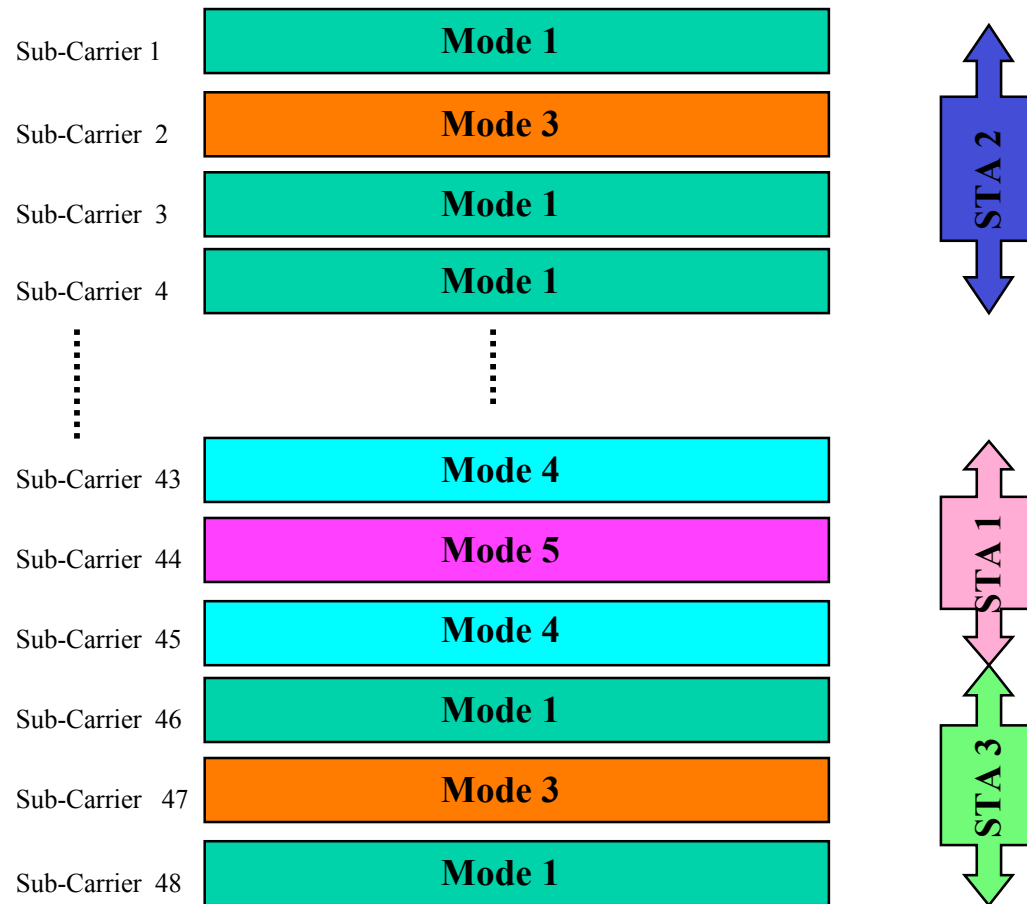 Sub-Carrier 1 Mode 1
Sub-Carrier 2 Mode 3
Sub-Carrier 3 Mode 1
Sub-Carrier 4 Mode 1
STA 2
Sub-Carrier 43 Mode 4
Sub-Carrier 44 Mode 5
Sub-Carrier 45 Mode 4
STA 1
Sub-Carrier 46 Mode 1
Sub-Carrier 47 Mode 3
Sub-Carrier 48 Mode 1
STA 3